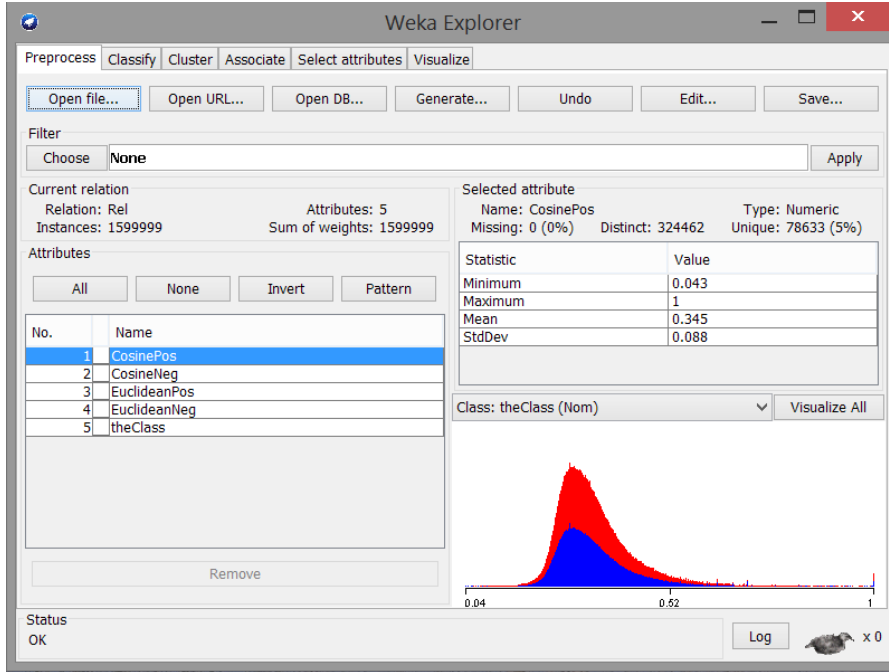 Weka Explorer
Preprocess Classify Cluster Associate Select attributes Visualize
Open file... Open URL... Open DB... Generate... Undo Edit... Save...
Filter
Choose None Apply
Current relation
Relation: Rel Attributes: 5
Instances: 1599999 Sum of weights: 1599999
Attributes
All None Invert Pattern
No. Name
1 CosinePos
2 CosineNeg
3 EuclideanPos
4 EuclideanNeg
5 theClass
Remove
Selected attribute
Name: CosinePos Type: Numeric
Missing: 0 (0%) Distinct: 324462 Unique: 78633 (5%)
Statistic Value
Minimum 0.043
Maximum 1
Mean 0.345
StdDev 0.088
Class: theClass (Nom) Visualize All
0.04 0.52 1
Status
OK Log x 0